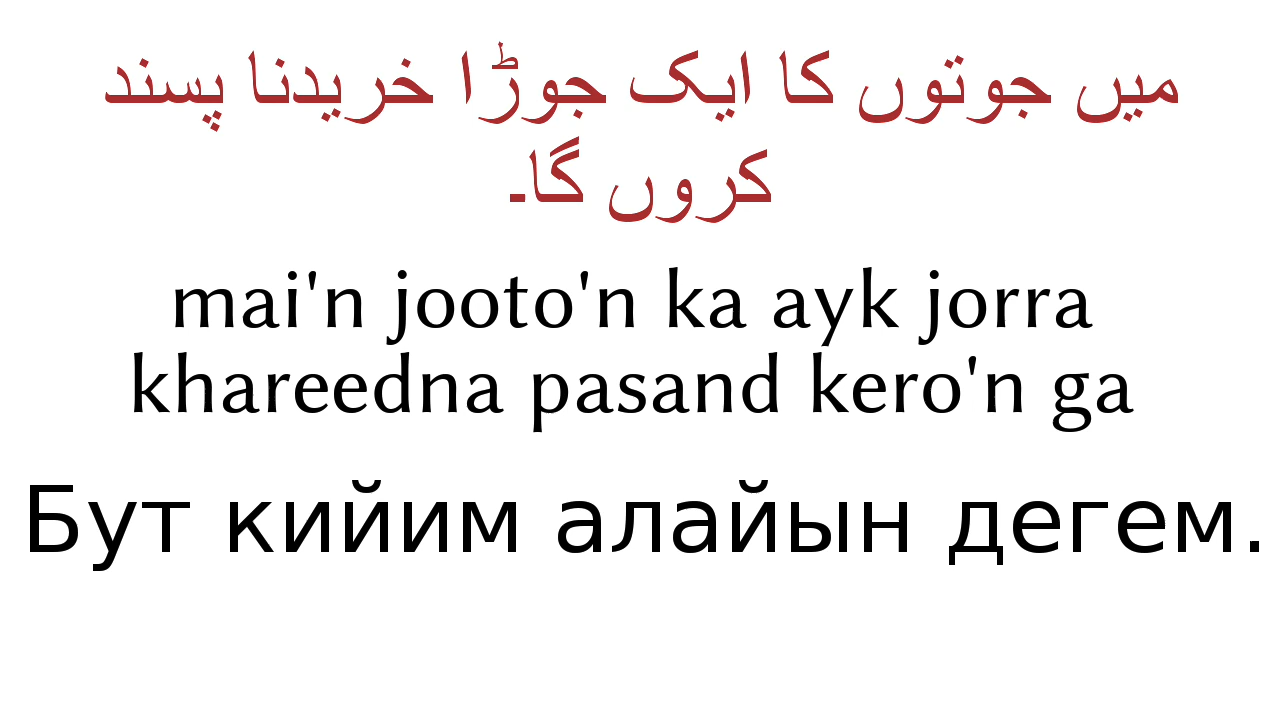 میں جوتوں کا ایک جوڑا خریدنا پسند
کروں گا۔
mai'n jooto'n ka ayk jorra
khareedna pasand kero'n ga
Бут кийим алайын дегем.